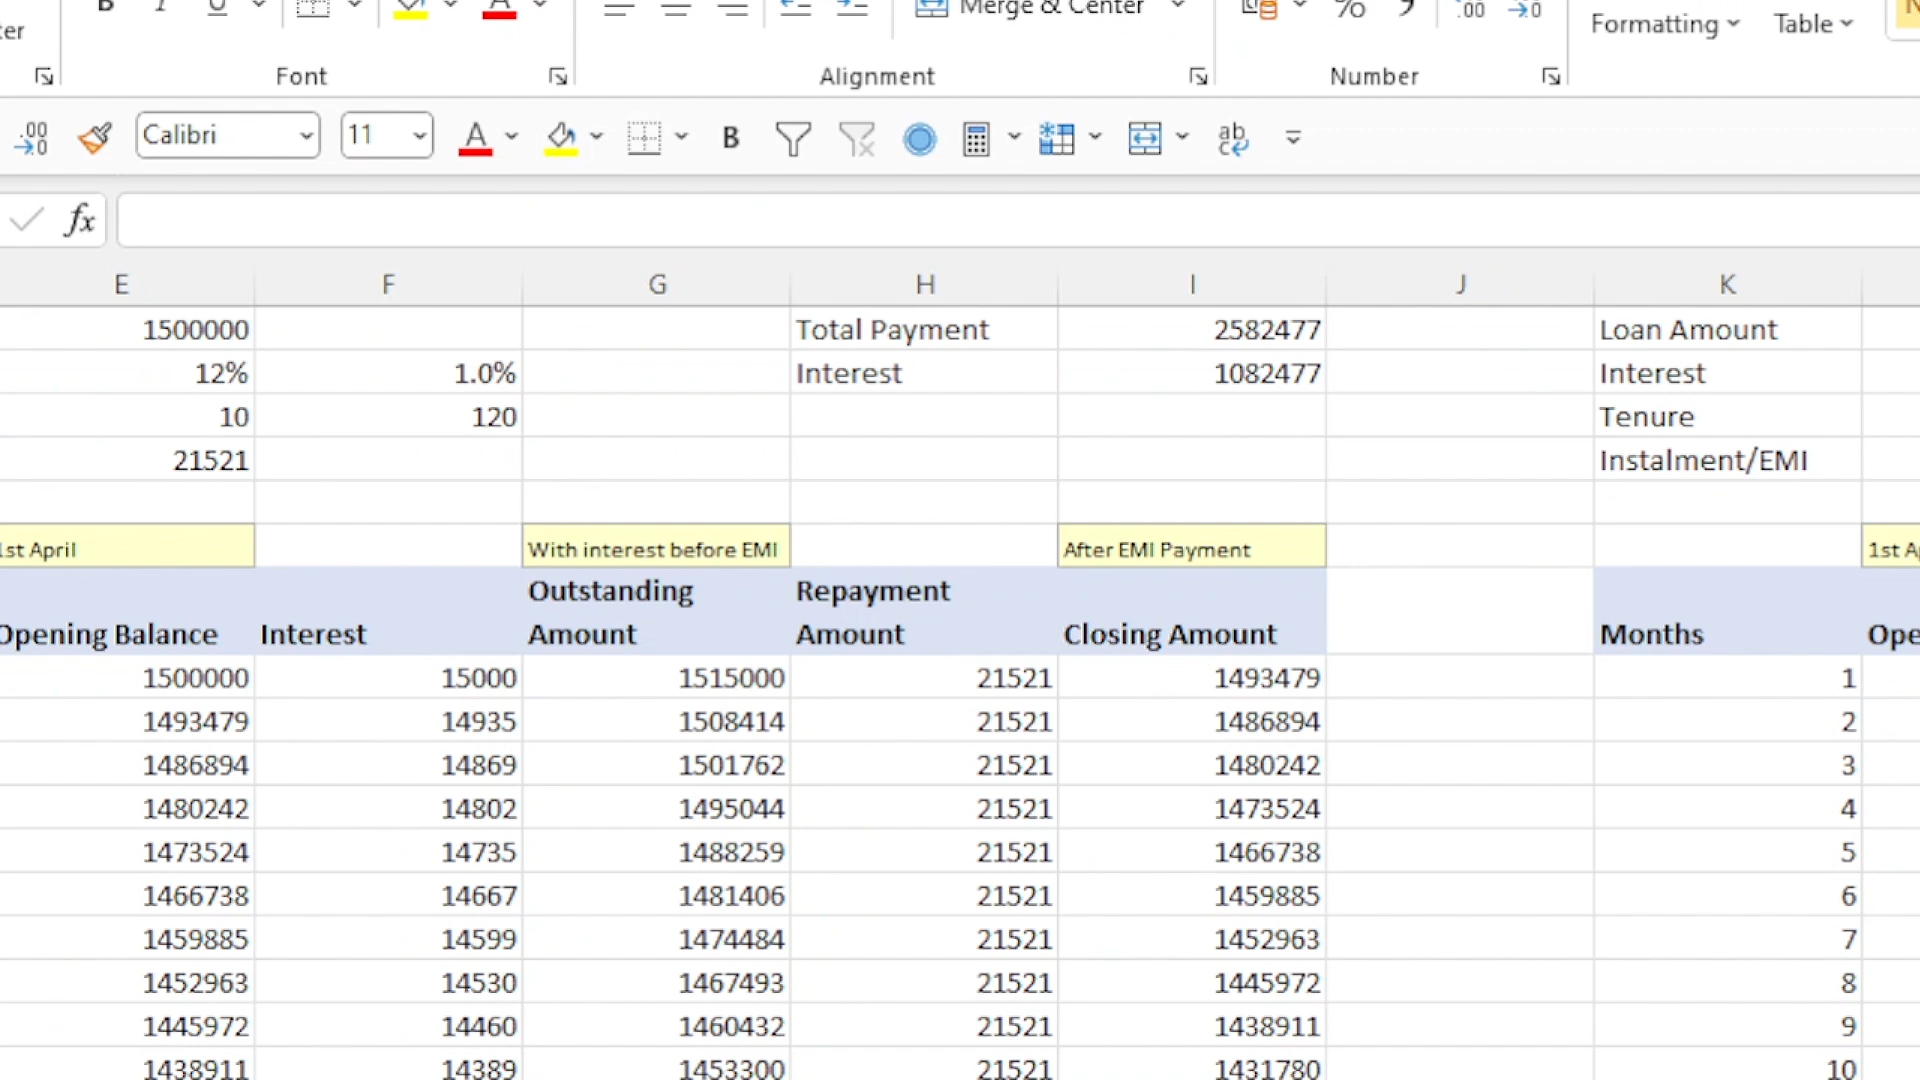 Merge & Center
Formatting Table
Font Alignment Number
Calibri 11 A B ab
fx
E F G H I J K
1500000 Total Payment 2582477 Loan Amount
12% 1.0% Interest 1082477 Interest
10 120 Tenure
21521 Instalment/EMI
1st April With interest before EMI After EMI Payment
Outstanding Repayment
Opening Balance Interest Amount Amount Closing Amount Months
1500000 15000 1515000 21521 1493479 1
1493479 14935 1508414 21521 1486894 2
1486894 14869 1501762 21521 1480242 3
1480242 14802 1495044 21521 1473524 4
1473524 14735 1488259 21521 1466738 5
1466738 14667 1481406 21521 1459885 6
1459885 14599 1474484 21521 1452963 7
1452963 14530 1467493 21521 1445972 8
1445972 14460 1460432 21521 1438911 9
1438911 14389 1453300 21521 1431780 10